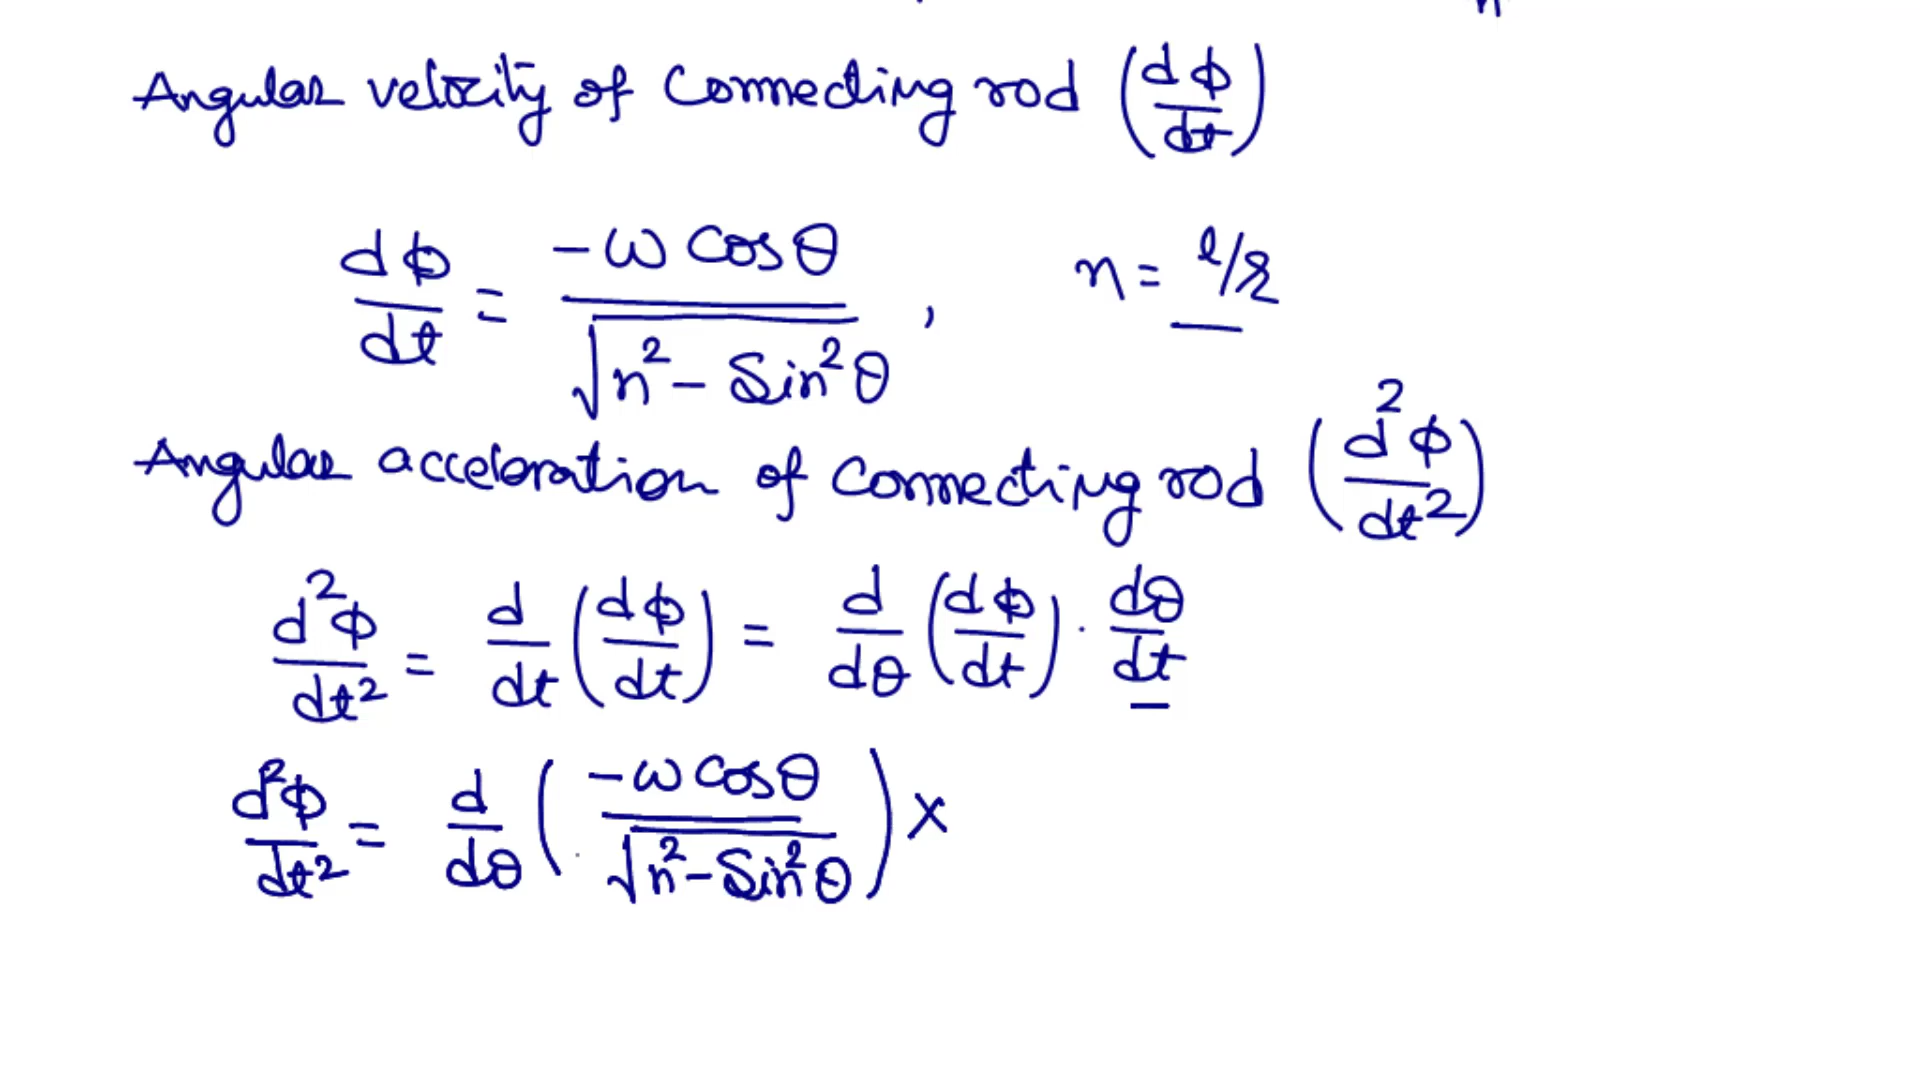 Angular velocity of Connecting rod (dϕ/dt)
dϕ/dt = -ω Cosθ / √(n² - Sin²θ) , n = l/r
Angular acceleration of Connecting rod (d²ϕ/dt²)
d²ϕ/dt² = d/dt (dϕ/dt) = d/dθ (dϕ/dt) · dθ/dt
d²ϕ/dt² = d/dθ (-ω Cosθ / √(n² - Sin²θ)) ×